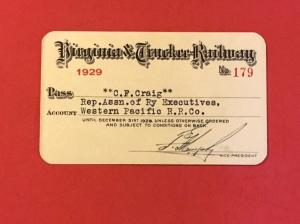 Virginia & Truckee Railway
1929 No. 179
Pass **C.F.Craig**
Rep.Assn.of Ry Executives,
Account Western Pacific R.R.Co.
UNTIL DECEMBER 31ST 1929, UNLESS OTHERWISE ORDERED
AND SUBJECT TO CONDITIONS ON BACK
VICE-PRESIDENT